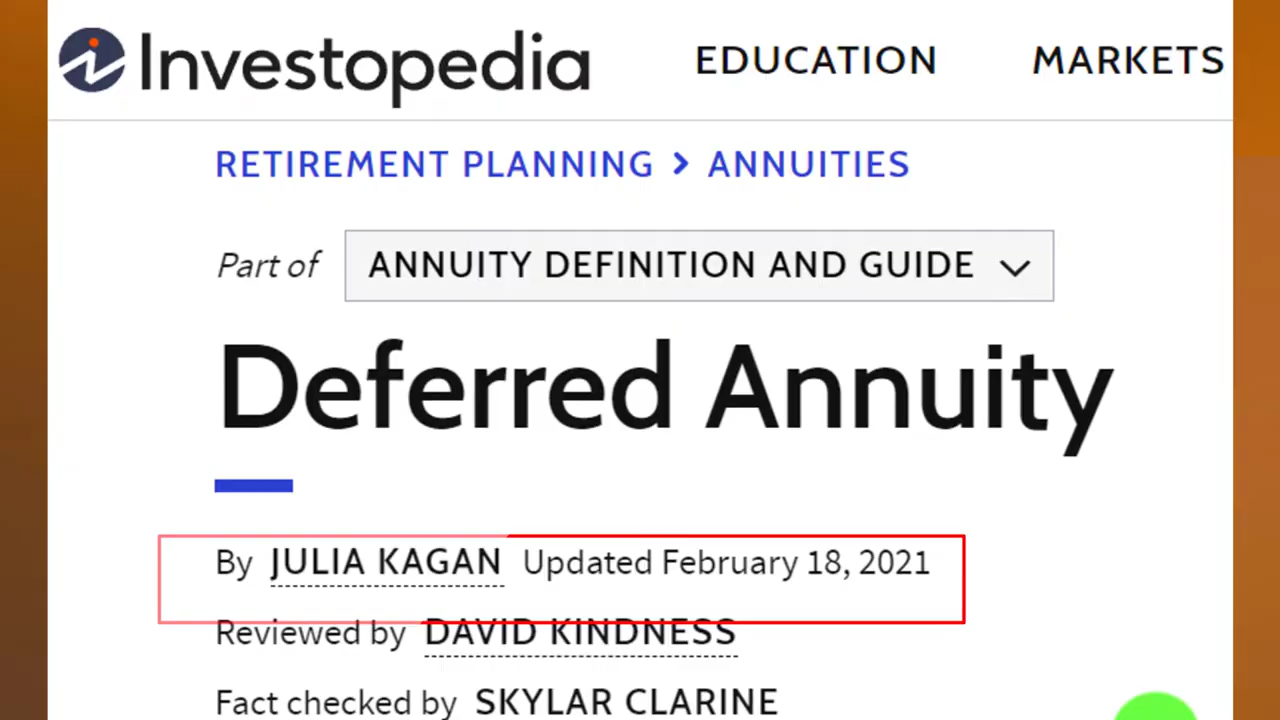 Investopedia EDUCATION MARKETS
RETIREMENT PLANNING > ANNUITIES
Part of ANNUITY DEFINITION AND GUIDE
Deferred Annuity
By JULIA KAGAN Updated February 18, 2021
Reviewed by DAVID KINDNESS
Fact checked by SKYLAR CLARINE